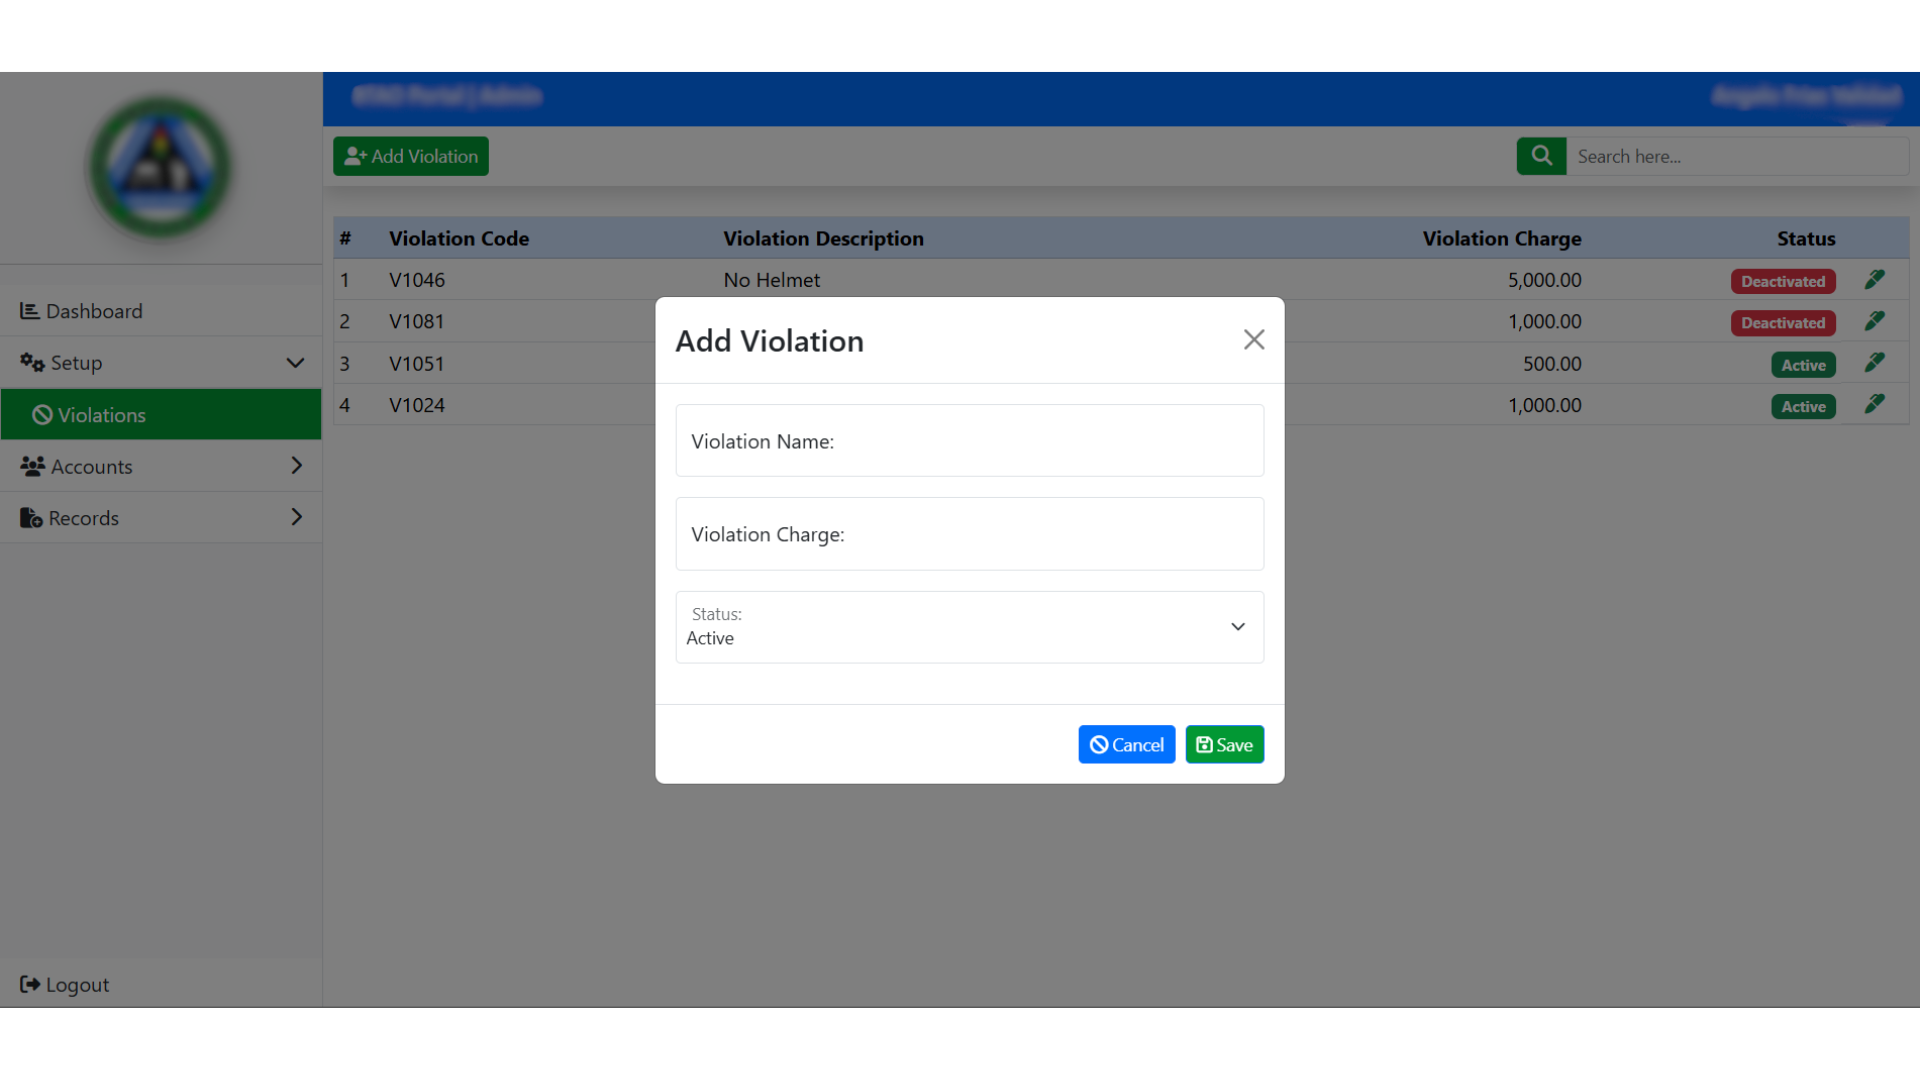 Add Violation
Search here...
# Violation Code Violation Description Violation Charge Status
1 V1046 No Helmet 5,000.00 Deactivated
2 V1081 1,000.00 Deactivated
3 V1051 500.00 Active
4 V1024 1,000.00 Active
Dashboard
Setup
Violations
Accounts
Records
Logout
Add Violation
Violation Name:
Violation Charge:
Status:
Active
Cancel Save